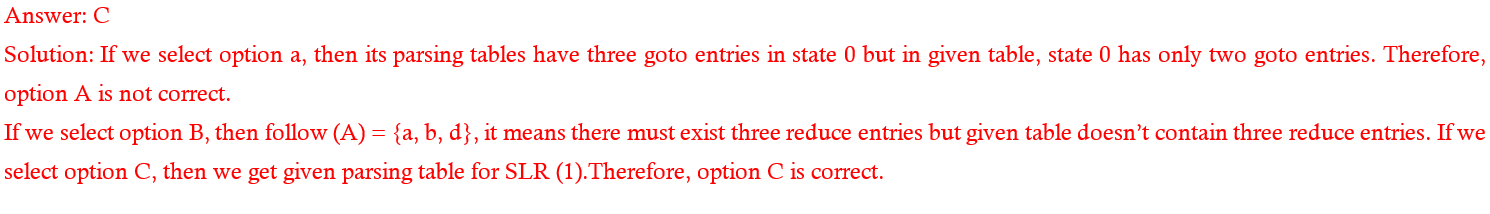 Answer: C
Solution: If we select option a, then its parsing tables have three goto entries in state 0 but in given table, state 0 has only two goto entries. Therefore,
option A is not correct.
If we select option B, then follow (A) = {a, b, d}, it means there must exist three reduce entries but given table doesn’t contain three reduce entries. If we
select option C, then we get given parsing table for SLR (1).Therefore, option C is correct.